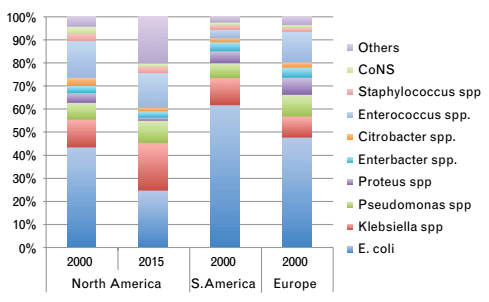 100%
90%
80%
70%
60%
50%
40%
30%
20%
10%
0%
2000 2015 2000 2000
North America S.America Europe
Others
CoNS
Staphylococcus spp
Enterococcus spp.
Citrobacter spp.
Enterbacter spp.
Proteus spp
Pseudomonas spp
Klebsiella spp
E. coli